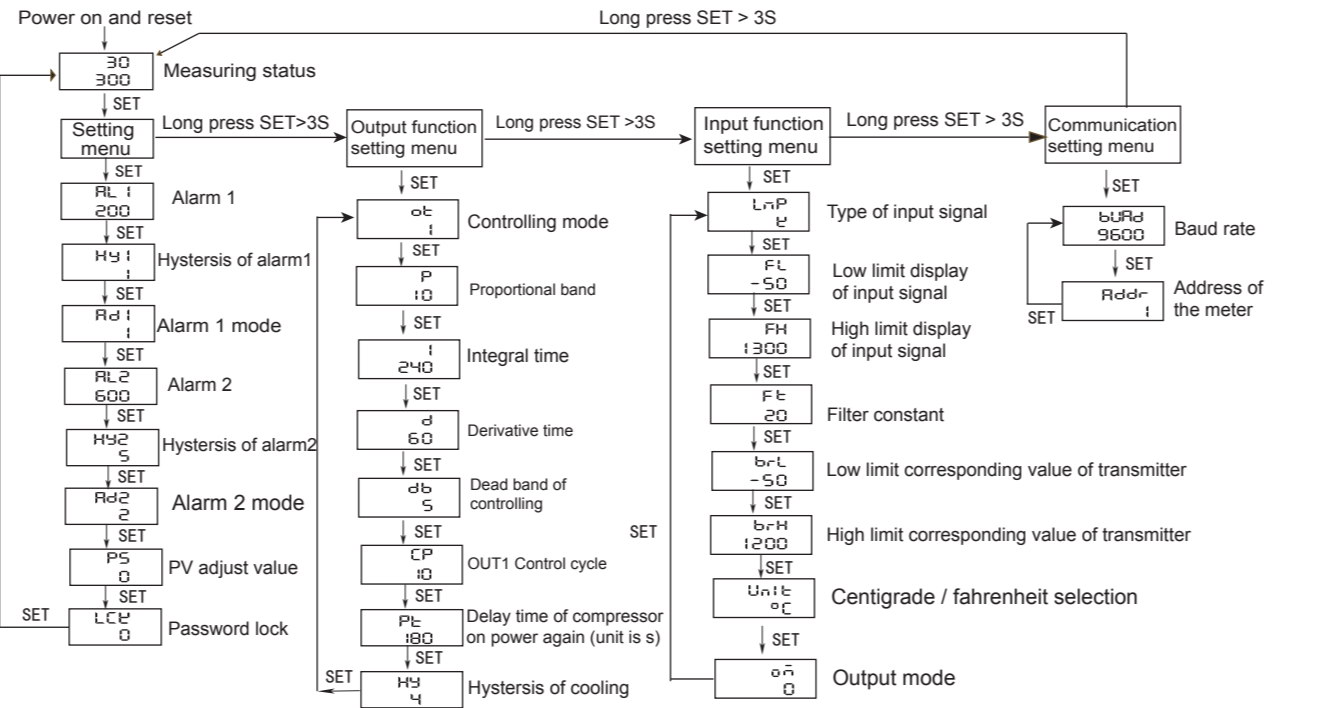 Power on and reset
Long press SET > 3S
30
300
Measuring status
SET
Setting
menu
Long press SET>3S
Output function
setting menu
Long press SET >3S
Input function
setting menu
Long press SET > 3S
Communication
setting menu
SET
AL1
200
Alarm 1
SET
HY1
1
Hystersis of alarm1
SET
Ad1
1
Alarm 1 mode
SET
AL2
600
Alarm 2
SET
HY2
5
Hystersis of alarm2
SET
Ad2
2
Alarm 2 mode
SET
PS
0
PV adjust value
SET
LCK
0
Password lock
SET
SET
ot
1
Controlling mode
SET
P
10
Proportional band
SET
I
240
Integral time
SET
d
60
Derivative time
SET
db
5
Dead band of
controlling
SET
CP
10
OUT1 Control cycle
SET
Pt
180
Delay time of compressor
on power again (unit is s)
SET
HY
4
Hystersis of cooling
SET
SET
InP
K
Type of input signal
SET
FL
-50
Low limit display
of input signal
SET
FH
1300
High limit display
of input signal
SET
Ft
20
Filter constant
SET
brL
-50
Low limit corresponding value of transmitter
SET
brH
1200
High limit corresponding value of transmitter
SET
Unit
°C
Centigrade / fahrenheit selection
SET
om
0
Output mode
SET
SET
bUAd
9600
Baud rate
SET
Addr
1
Address of
the meter
SET